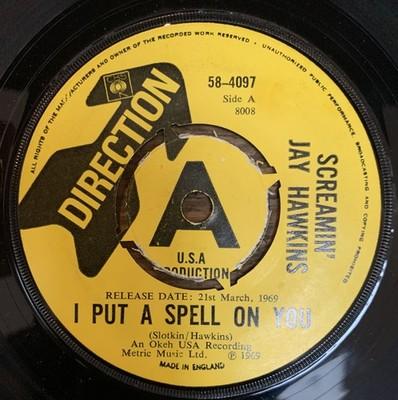 ALL RIGHTS OF THE MANUFACTURERS AND OWNER OF THE RECORDED WORK RESERVED • UNAUTHORIZED PUBLIC PERFORMANCE BROADCASTING AND COPYING PROHIBITED
CBS
DIRECTION
58-4097
Side A
8008
SCREAMIN'
JAY HAWKINS
A
U.S.A
RODUCTION
RELEASE DATE: 21st March, 1969
I PUT A SPELL ON YOU
(Slotkin/Hawkins)
An Okeh USA Recording
Metric Music Ltd. ℗ 1969
MADE IN ENGLAND